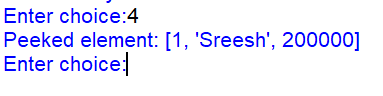 Enter choice:4
Peeked element: [1, 'Sreesh', 200000]
Enter choice: